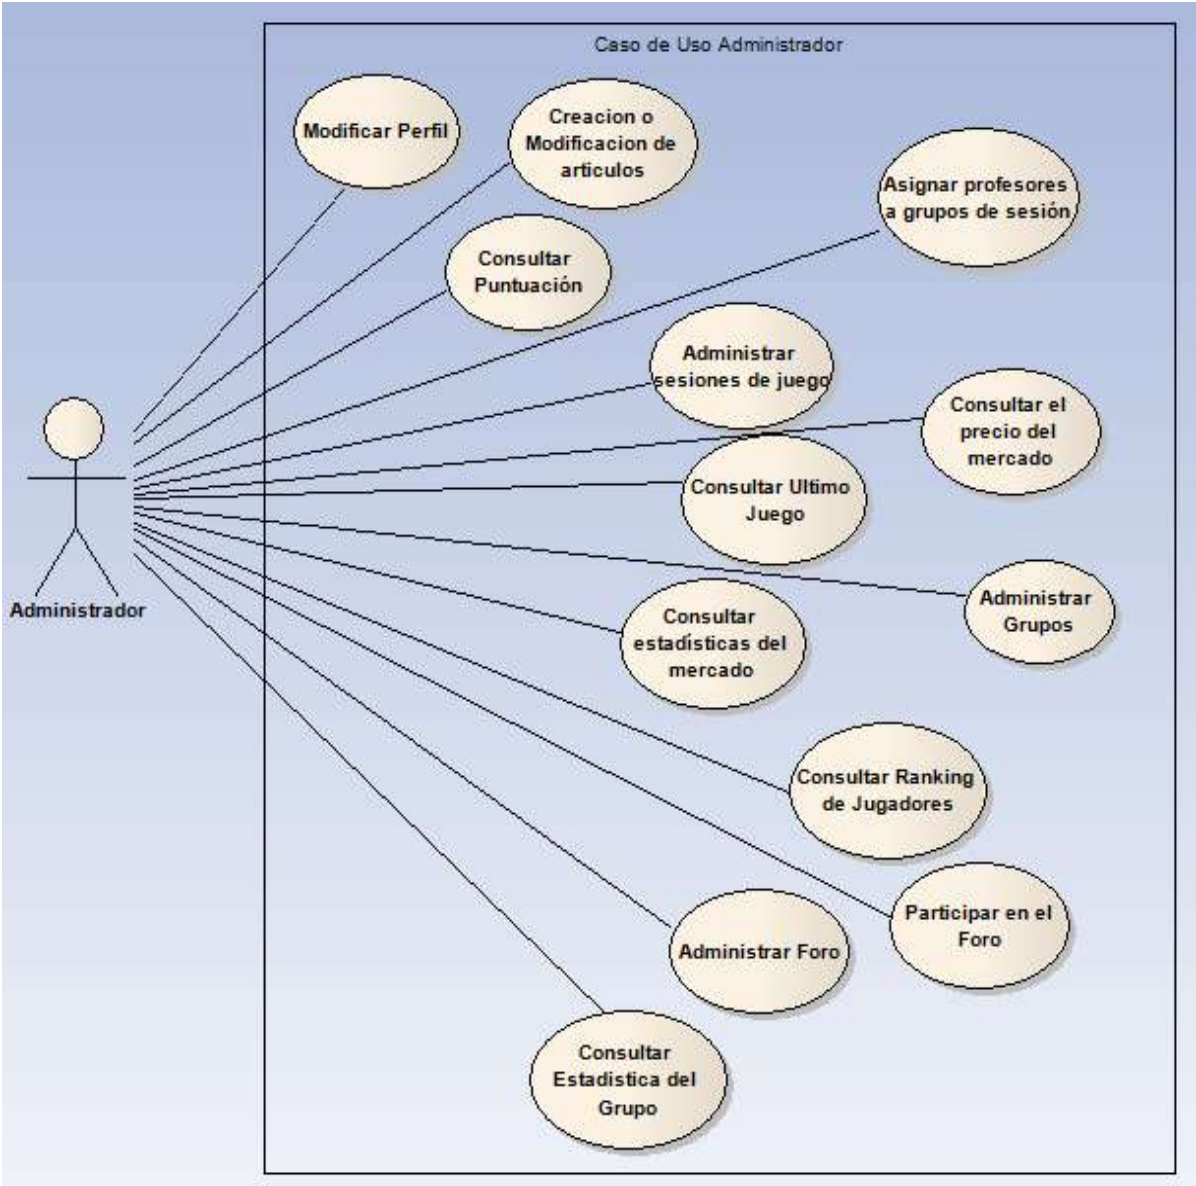 Caso de Uso Administrador
Modificar Perfil
Creacion o
Modificacion de
articulos
Asignar profesores
a grupos de sesión
Consultar
Puntuación
Administrar
sesiones de juego
Consultar el
precio del
mercado
Consultar Ultimo
Juego
Administrador
Administrar
Grupos
Consultar
estadísticas del
mercado
Consultar Ranking
de Jugadores
Participar en el
Foro
Administrar Foro
Consultar
Estadistica del
Grupo